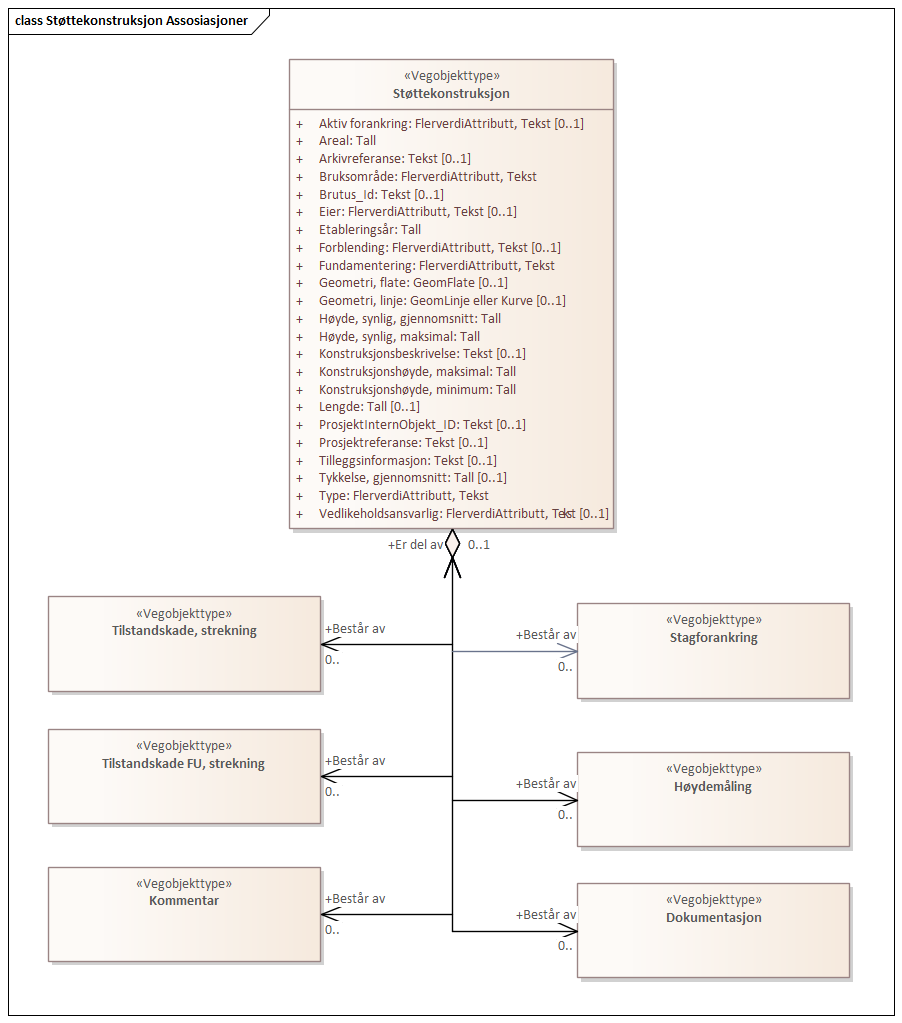 class Støttekonstruksjon Assosiasjoner
«Vegobjekttype»
Støttekonstruksjon
+ Aktiv forankring: FlerverdiAttributt, Tekst [0..1]
+ Areal: Tall
+ Arkivreferanse: Tekst [0..1]
+ Bruksområde: FlerverdiAttributt, Tekst
+ Brutus_Id: Tekst [0..1]
+ Eier: FlerverdiAttributt, Tekst [0..1]
+ Etableringsår: Tall
+ Forblending: FlerverdiAttributt, Tekst [0..1]
+ Fundamentering: FlerverdiAttributt, Tekst
+ Geometri, flate: GeomFlate [0..1]
+ Geometri, linje: GeomLinje eller Kurve [0..1]
+ Høyde, synlig, gjennomsnitt: Tall
+ Høyde, synlig, maksimal: Tall
+ Konstruksjonsbeskrivelse: Tekst [0..1]
+ Konstruksjonshøyde, maksimal: Tall
+ Konstruksjonshøyde, minimum: Tall
+ Lengde: Tall [0..1]
+ ProsjektInternObjekt_ID: Tekst [0..1]
+ Prosjektreferanse: Tekst [0..1]
+ Tilleggsinformasjon: Tekst [0..1]
+ Tykkelse, gjennomsnitt: Tall [0..1]
+ Type: FlerverdiAttributt, Tekst
+ Vedlikeholdsansvarlig: FlerverdiAttributt, Tekst [0..1]
+Er del av 0..1
«Vegobjekttype»
Tilstandskade, strekning
+Består av
0..
«Vegobjekttype»
Stagforankring
+Består av
0..
«Vegobjekttype»
Tilstandskade FU, strekning
+Består av
0..
«Vegobjekttype»
Høydemåling
+Består av
0..
«Vegobjekttype»
Kommentar
+Består av
0..
«Vegobjekttype»
Dokumentasjon
+Består av
0..